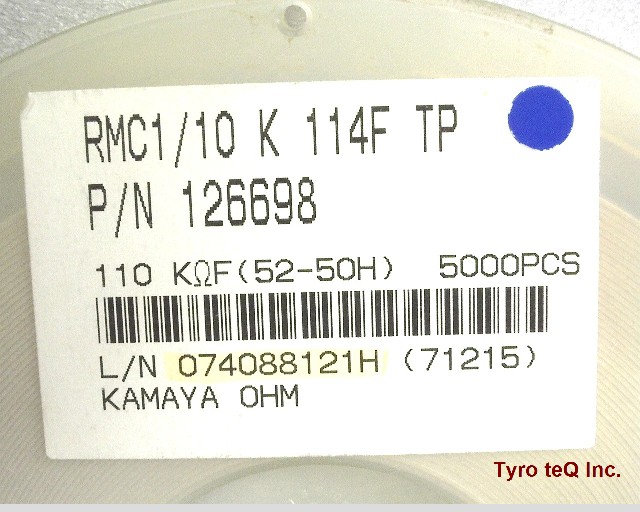 RMC1/10 K 114F TP
P/N 126698
110 KΩF(52-50H) 5000PCS
L/N 074088121H (71215)
KAMAYA OHM
Tyro teQ Inc.